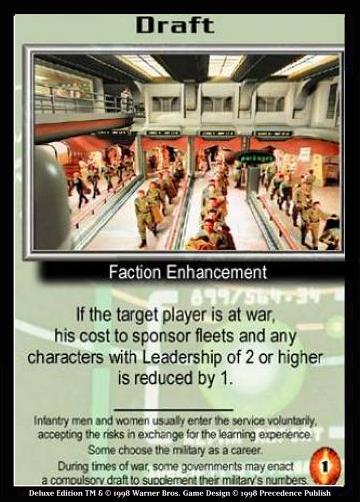 Draft
packages
Faction Enhancement
If the target player is at war,
his cost to sponsor fleets and any
characters with Leadership of 2 or higher
is reduced by 1.
Infantry men and women usually enter the service voluntarily,
accepting the risks in exchange for the learning experience.
Some choose the military as a career.
During times of war, some governments may enact
a compulsory draft to supplement their military's numbers.
1
Deluxe Edition TM & © 1998 Warner Bros. Game Design © 1998 Precedence Publish